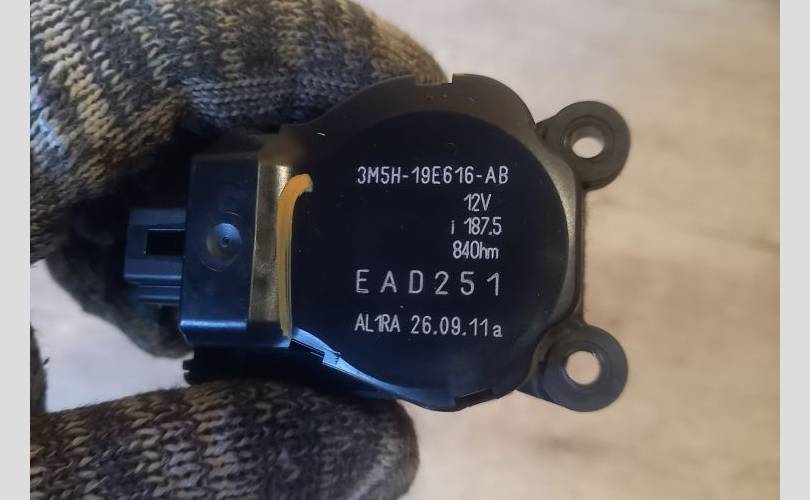 3M5H-19E616-AB
12V
i 187.5
84Ohm
EAD251
AL1RA 26.09.11a